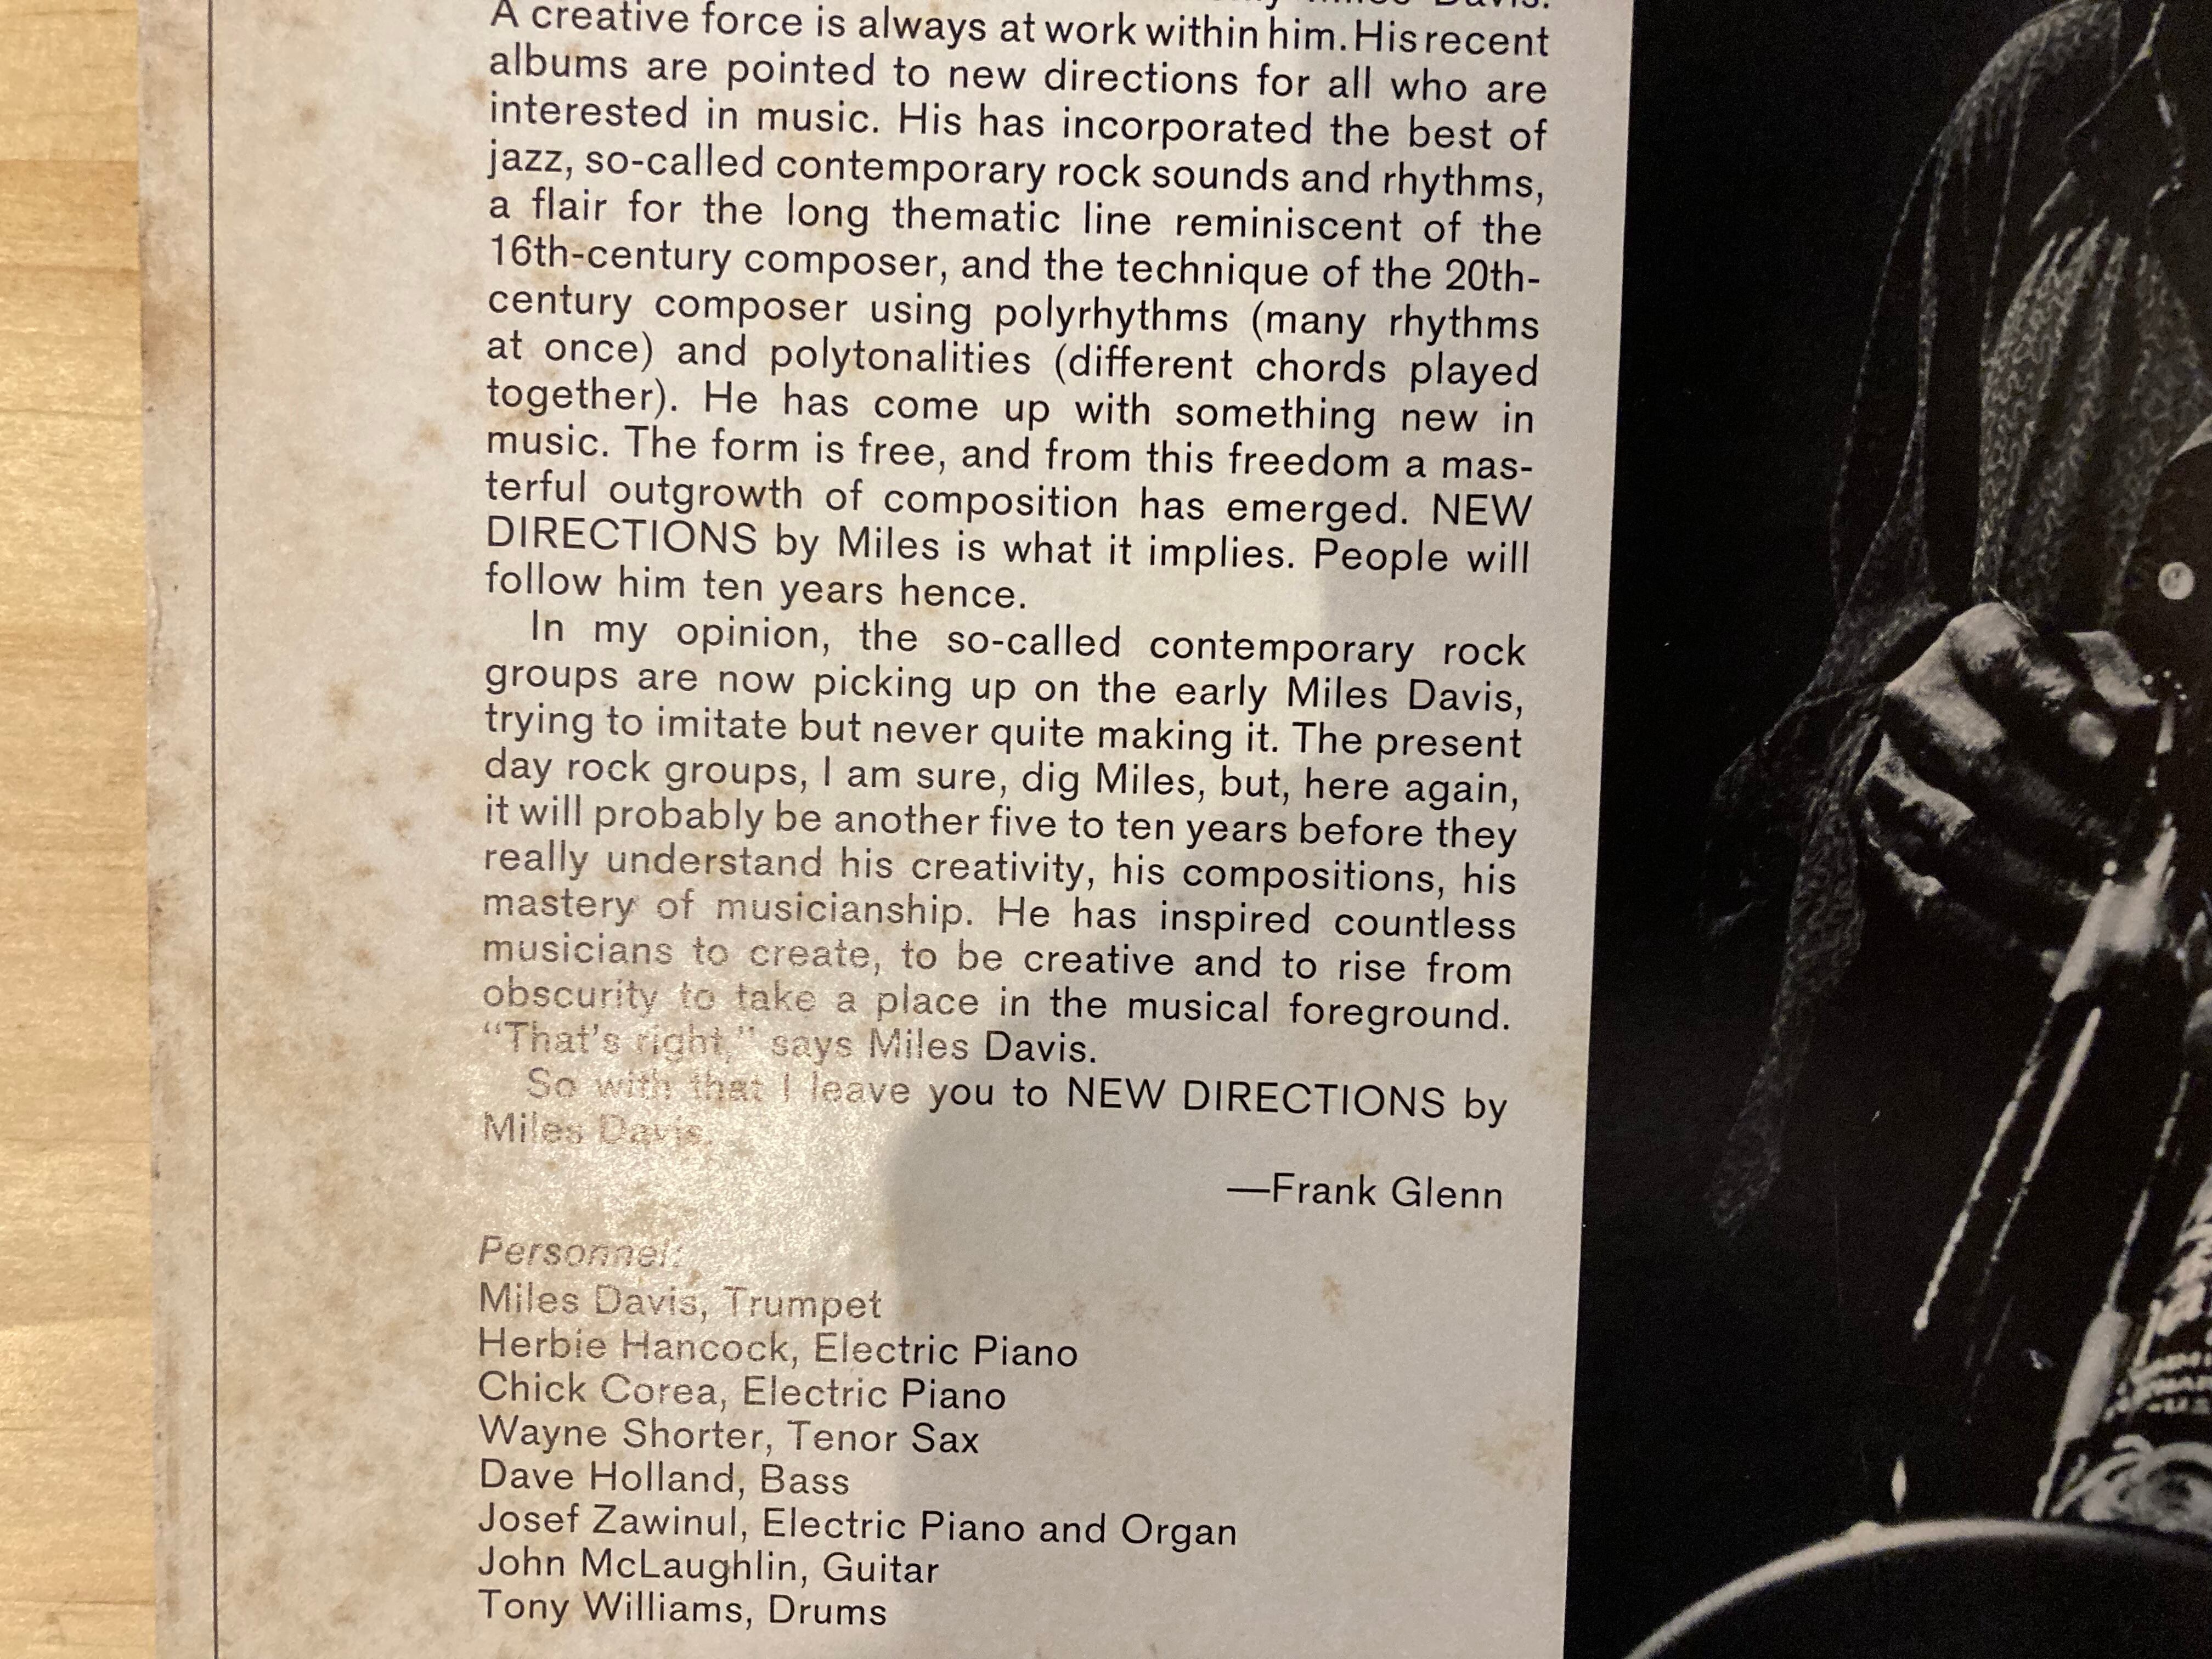 Miles Davis.
A creative force is always at work within him. His recent
albums are pointed to new directions for all who are
interested in music. His has incorporated the best of
jazz, so-called contemporary rock sounds and rhythms,
a flair for the long thematic line reminiscent of the
16th-century composer, and the technique of the 20th-
century composer using polyrhythms (many rhythms
at once) and polytonalities (different chords played
together). He has come up with something new in
music. The form is free, and from this freedom a mas-
terful outgrowth of composition has emerged. NEW
DIRECTIONS by Miles is what it implies. People will
follow him ten years hence.
In my opinion, the so-called contemporary rock
groups are now picking up on the early Miles Davis,
trying to imitate but never quite making it. The present
day rock groups, I am sure, dig Miles, but, here again,
it will probably be another five to ten years before they
really understand his creativity, his compositions, his
mastery of musicianship. He has inspired countless
musicians to create, to be creative and to rise from
obscurity to take a place in the musical foreground.
“That's right,” says Miles Davis.
So with that I leave you to NEW DIRECTIONS by
Miles Davis.
—Frank Glenn
Personnel:
Miles Davis, Trumpet
Herbie Hancock, Electric Piano
Chick Corea, Electric Piano
Wayne Shorter, Tenor Sax
Dave Holland, Bass
Josef Zawinul, Electric Piano and Organ
John McLaughlin, Guitar
Tony Williams, Drums